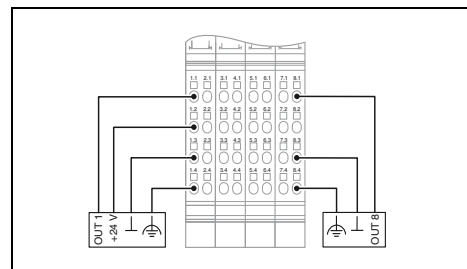 1.1 2.1 3.1 4.1 5.1 6.1 7.1 8.1
1.2 2.2 3.2 4.2 5.2 6.2 7.2 8.2
1.3 2.3 3.3 4.3 5.3 6.3 7.3 8.3
1.4 2.4 3.4 4.4 5.4 6.4 7.4 8.4
OUT 1
+24 V
OUT 8